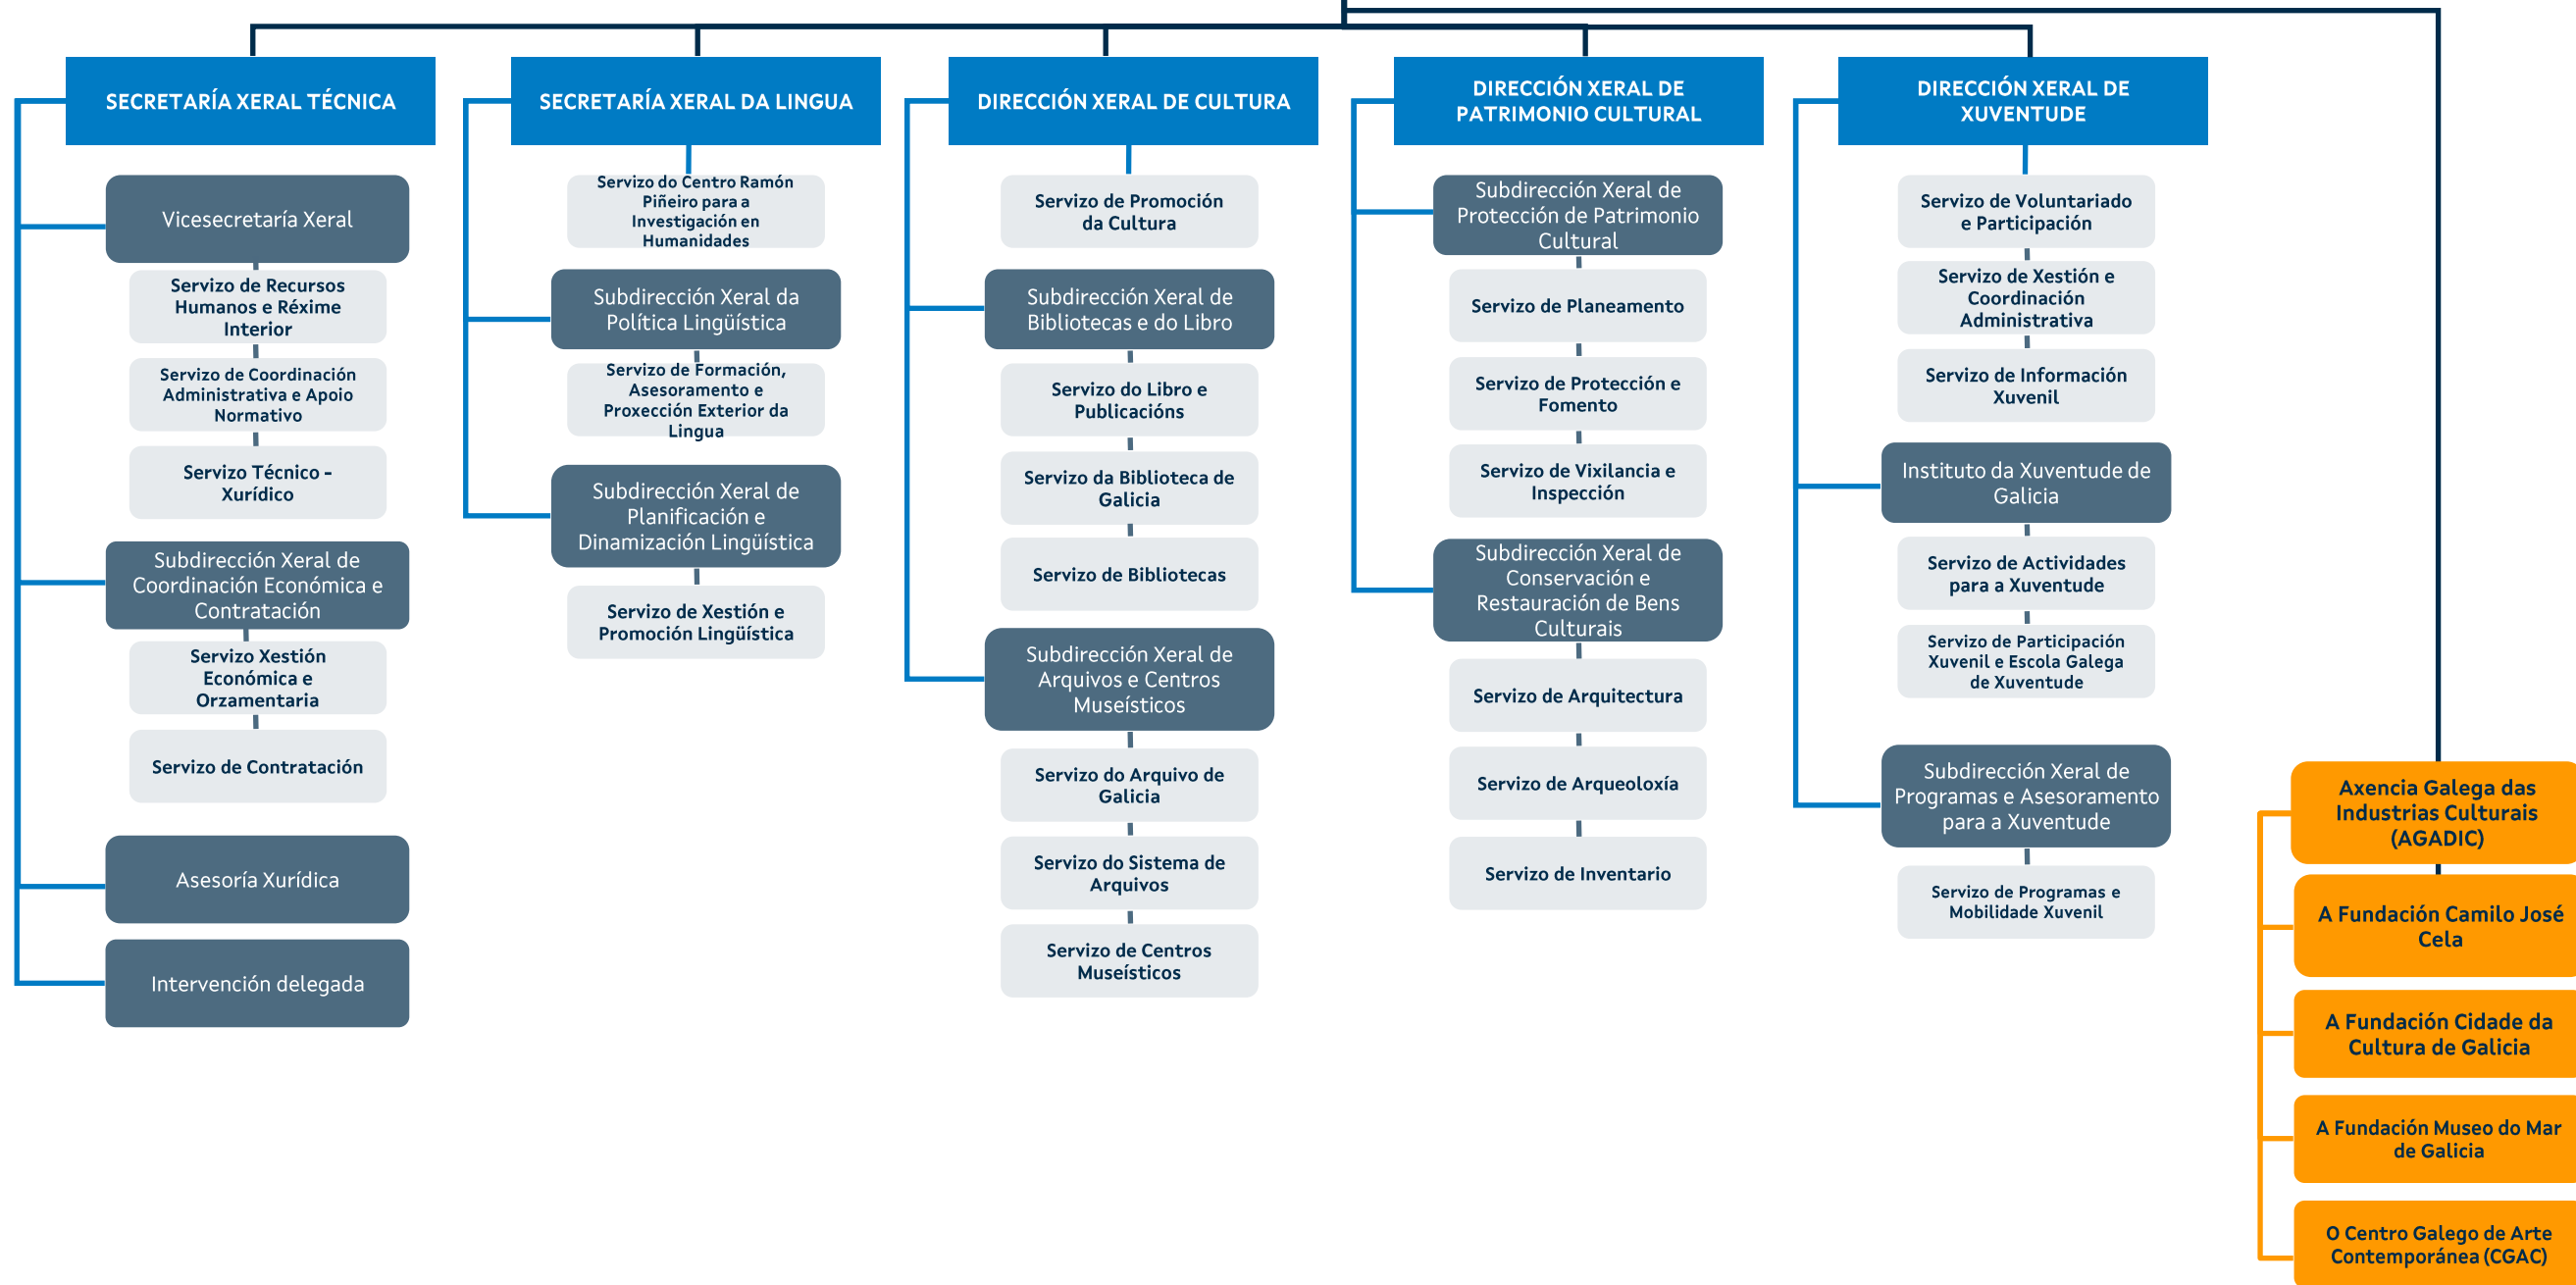 SECRETARÍA XERAL TÉCNICA
Vicesecretaría Xeral
Servizo de Recursos
Humanos e Réxime
Interior
Servizo de Coordinación
Administrativa e Apoio
Normativo
Servizo Técnico -
Xurídico
Subdirección Xeral de
Coordinación Económica e
Contratación
Servizo Xestión
Económica e
Orzamentaria
Servizo de Contratación
Asesoría Xurídica
Intervención delegada
SECRETARÍA XERAL DA LINGUA
Servizo do Centro Ramón
Piñeiro para a
Investigación en
Humanidades
Subdirección Xeral da
Política Lingüística
Servizo de Formación,
Asesoramento e
Proxección Exterior da
Lingua
Subdirección Xeral de
Planificación e
Dinamización Lingüística
Servizo de Xestión e
Promoción Lingüística
DIRECCIÓN XERAL DE CULTURA
Servizo de Promoción
da Cultura
Subdirección Xeral de
Bibliotecas e do Libro
Servizo do Libro e
Publicacións
Servizo da Biblioteca de
Galicia
Servizo de Bibliotecas
Subdirección Xeral de
Arquivos e Centros
Museísticos
Servizo do Arquivo de
Galicia
Servizo do Sistema de
Arquivos
Servizo de Centros
Museísticos
DIRECCIÓN XERAL DE
PATRIMONIO CULTURAL
Subdirección Xeral de
Protección de Patrimonio
Cultural
Servizo de Planeamento
Servizo de Protección e
Fomento
Servizo de Vixilancia e
Inspección
Subdirección Xeral de
Conservación e
Restauración de Bens
Culturais
Servizo de Arquitectura
Servizo de Arqueoloxía
Servizo de Inventario
DIRECCIÓN XERAL DE
XUVENTUDE
Servizo de Voluntariado
e Participación
Servizo de Xestión e
Coordinación
Administrativa
Servizo de Información
Xuvenil
Instituto da Xuventude de
Galicia
Servizo de Actividades
para a Xuventude
Servizo de Participación
Xuvenil e Escola Galega
de Xuventude
Subdirección Xeral de
Programas e Asesoramento
para a Xuventude
Servizo de Programas e
Mobilidade Xuvenil
Axencia Galega das
Industrias Culturais
(AGADIC)
A Fundación Camilo José
Cela
A Fundación Cidade da
Cultura de Galicia
A Fundación Museo do Mar
de Galicia
O Centro Galego de Arte
Contemporánea (CGAC)